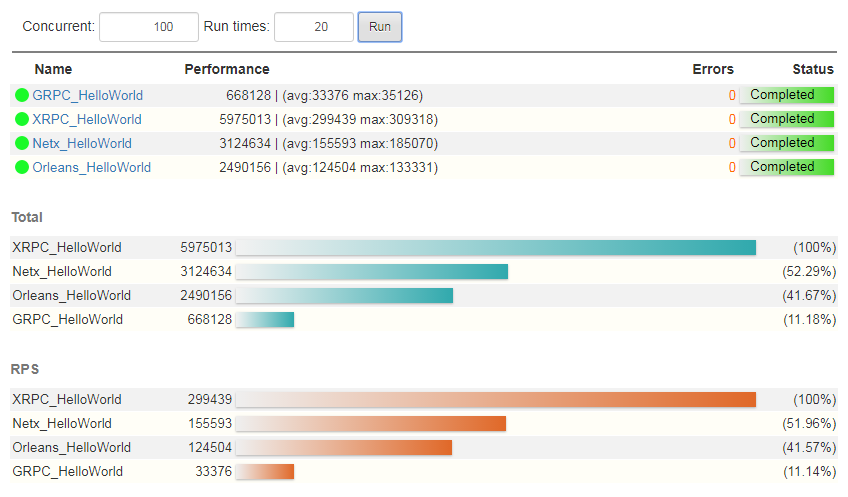 Concurrent: 100 Run times: 20 Run
Name Performance Errors Status
GRPC_HelloWorld 668128 | (avg:33376 max:35126) 0 Completed
XRPC_HelloWorld 5975013 | (avg:299439 max:309318) 0 Completed
Netx_HelloWorld 3124634 | (avg:155593 max:185070) 0 Completed
Orleans_HelloWorld 2490156 | (avg:124504 max:133331) 0 Completed
Total
XRPC_HelloWorld 5975013 (100%)
Netx_HelloWorld 3124634 (52.29%)
Orleans_HelloWorld 2490156 (41.67%)
GRPC_HelloWorld 668128 (11.18%)
RPS
XRPC_HelloWorld 299439 (100%)
Netx_HelloWorld 155593 (51.96%)
Orleans_HelloWorld 124504 (41.57%)
GRPC_HelloWorld 33376 (11.14%)